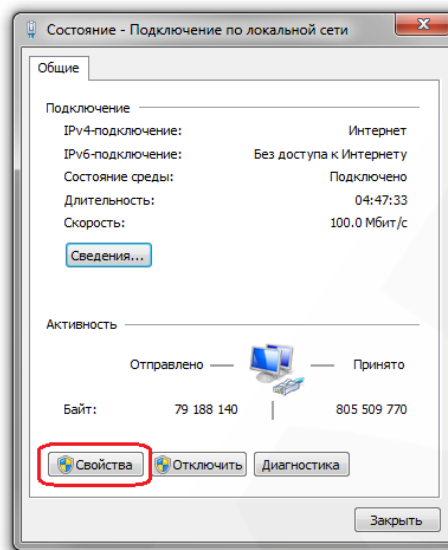 Состояние - Подключение по локальной сети
Общие
Подключение
IPv4-подключение: Интернет
IPv6-подключение: Без доступа к Интернету
Состояние среды: Подключено
Длительность: 04:47:33
Скорость: 100.0 Мбит/с
Сведения...
Активность
Отправлено — — Принято
Байт: 79 188 140 | 805 509 770
Свойства Отключить Диагностика
Закрыть